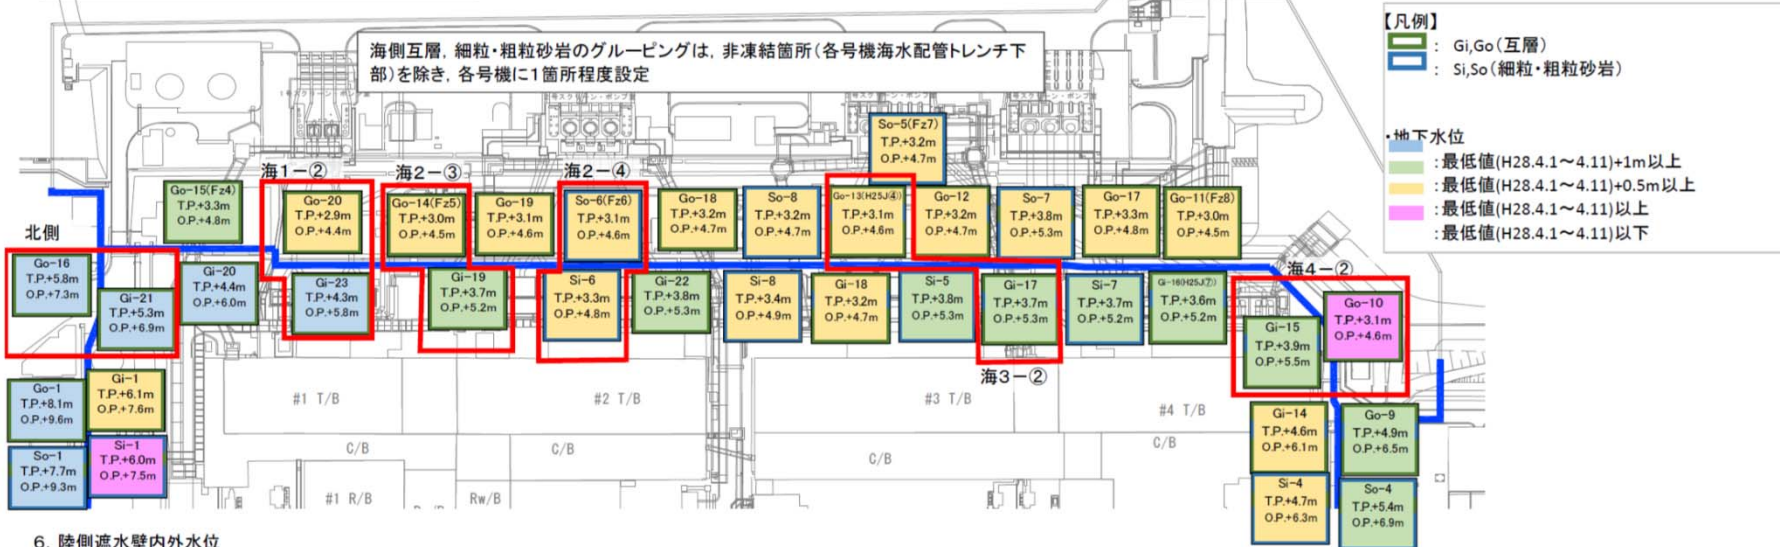 海側互層，細粒・粗粒砂岩のグルーピングは，非凍結箇所（各号機海水配管トレンチ下
部）を除き，各号機に1箇所程度設定
【凡例】
： Gi,Go（互層）
： Si,So（細粒・粗粒砂岩）
・地下水位
：最低値(H28.4.1～4.11)+1m以上
：最低値(H28.4.1～4.11)+0.5m以上
：最低値(H28.4.1～4.11)以上
：最低値(H28.4.1～4.11)以下
So-5(Fz7)
T.P.+3.2m
O.P.+4.7m
海1－②
海2－③
海2－④
Go-15(Fz4)
T.P.+3.3m
O.P.+4.8m
Go-20
T.P.+2.9m
O.P.+4.4m
Go-14(Fz5)
T.P.+3.0m
O.P.+4.5m
Go-19
T.P.+3.1m
O.P.+4.6m
So-6(Fz6)
T.P.+3.1m
O.P.+4.6m
Go-18
T.P.+3.2m
O.P.+4.7m
So-8
T.P.+3.2m
O.P.+4.7m
Go-13(H25J④)
T.P.+3.1m
O.P.+4.6m
Go-12
T.P.+3.2m
O.P.+4.7m
So-7
T.P.+3.8m
O.P.+5.3m
Go-17
T.P.+3.3m
O.P.+4.8m
Go-11(Fz8)
T.P.+3.0m
O.P.+4.5m
北側
Go-16
T.P.+5.8m
O.P.+7.3m
Gi-21
T.P.+5.3m
O.P.+6.9m
Gi-20
T.P.+4.4m
O.P.+6.0m
Gi-23
T.P.+4.3m
O.P.+5.8m
Gi-19
T.P.+3.7m
O.P.+5.2m
Si-6
T.P.+3.3m
O.P.+4.8m
Gi-22
T.P.+3.8m
O.P.+5.3m
Si-8
T.P.+3.4m
O.P.+4.9m
Gi-18
T.P.+3.2m
O.P.+4.7m
Si-5
T.P.+3.8m
O.P.+5.3m
Gi-17
T.P.+3.7m
O.P.+5.3m
Si-7
T.P.+3.7m
O.P.+5.2m
Gi-16(H25J⑦)
T.P.+3.6m
O.P.+5.2m
海4－②
Gi-15
T.P.+3.9m
O.P.+5.5m
Go-10
T.P.+3.1m
O.P.+4.6m
海3－②
Go-1
T.P.+8.1m
O.P.+9.6m
Gi-1
T.P.+6.1m
O.P.+7.6m
So-1
T.P.+7.7m
O.P.+9.3m
Si-1
T.P.+6.0m
O.P.+7.5m
#1 T/B
#2 T/B
#3 T/B
#4 T/B
C/B
C/B
C/B
C/B
#1 R/B
Rw/B
Gi-14
T.P.+4.6m
O.P.+6.1m
Go-9
T.P.+4.9m
O.P.+6.5m
Si-4
T.P.+4.7m
O.P.+6.3m
So-4
T.P.+5.4m
O.P.+6.9m
6．陸側遮水壁内外水位